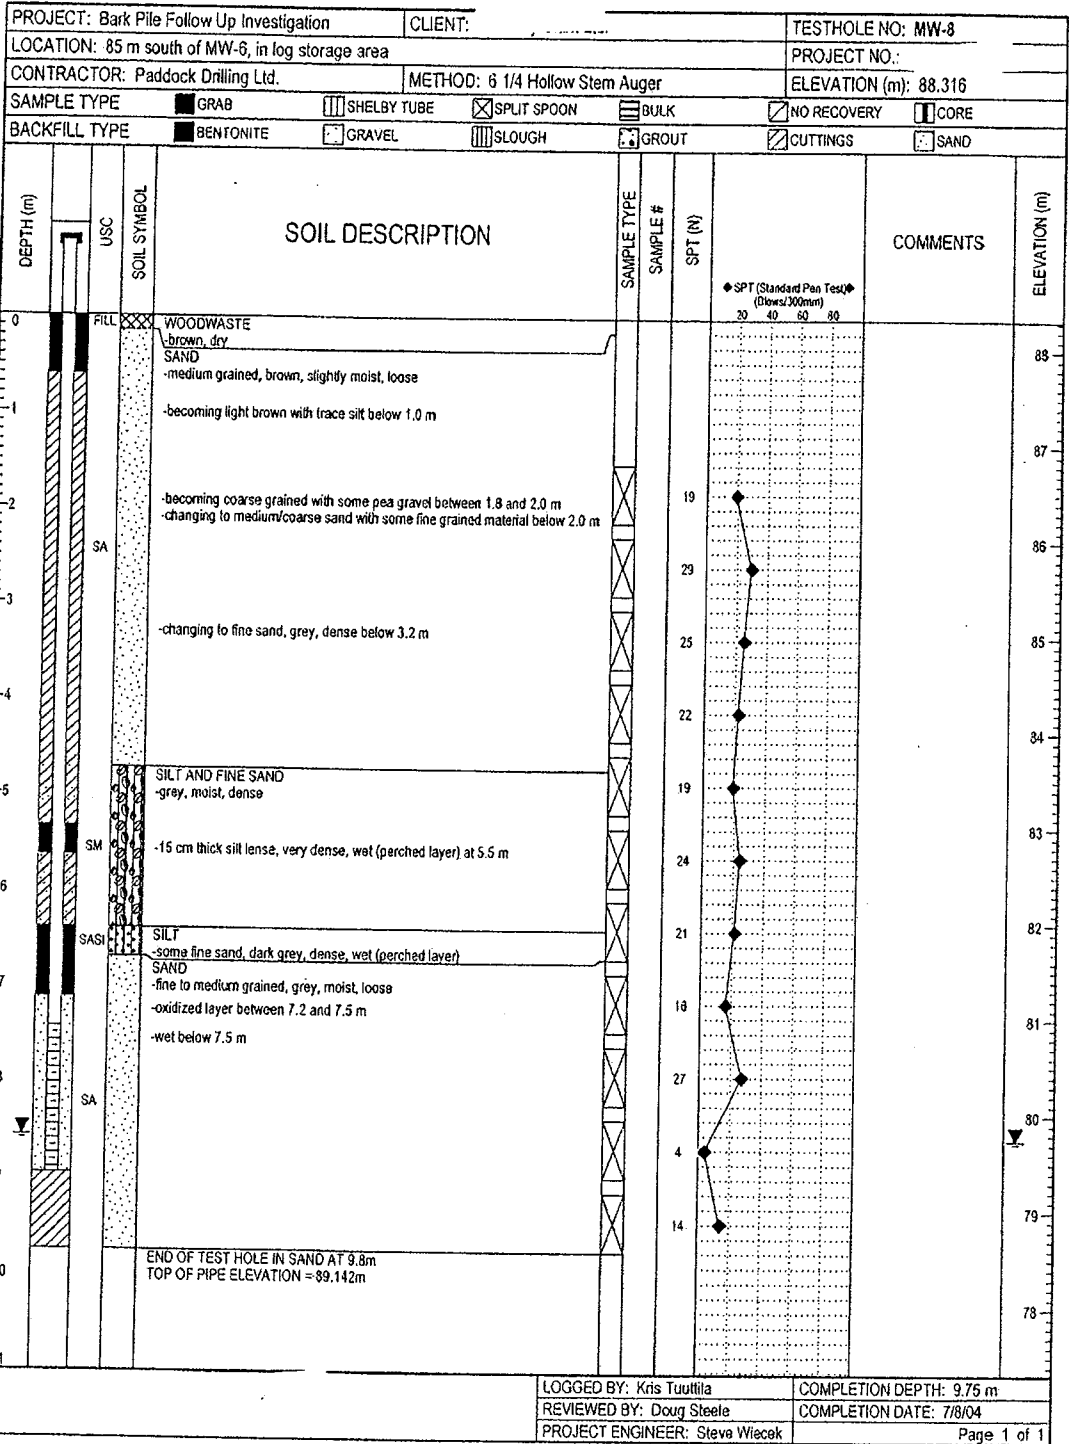 PROJECT: Bark Pile Follow Up Investigation
CLIENT:
TESTHOLE NO: MW-8
LOCATION: 85 m south of MW-6, in log storage area
PROJECT NO.:
CONTRACTOR: Paddock Drilling Ltd.
METHOD: 6 1/4 Hollow Stem Auger
ELEVATION (m): 88.316
SAMPLE TYPE GRAB SHELBY TUBE SPLIT SPOON BULK NO RECOVERY CORE
BACKFILL TYPE BENTONITE GRAVEL SLOUGH GROUT CUTTINGS SAND
DEPTH (m)
USC
SOIL SYMBOL
SOIL DESCRIPTION
SAMPLE TYPE
SAMPLE #
SPT (N)
◆ SPT (Standard Pen Test)◆
(Blows/300mm)
20 40 60 80
COMMENTS
ELEVATION (m)
0
FILL
WOODWASTE
-brown, dry
SAND
-medium grained, brown, slightly moist, loose
88
-1
-becoming light brown with trace silt below 1.0 m
87
-2
-becoming coarse grained with some pea gravel between 1.8 and 2.0 m
19
-changing to medium/coarse sand with some fine grained material below 2.0 m
SA
86
29
-3
-changing to fine sand, grey, dense below 3.2 m
25
85
-4
22
84
SILT AND FINE SAND
-5
-grey, moist, dense
19
83
SM
-15 cm thick silt lense, very dense, wet (perched layer) at 5.5 m
24
6
SASI
SILT
21
82
-some fine sand, dark grey, dense, wet (perched layer)
SAND
7
-fine to medium grained, grey, moist, loose
-oxidized layer between 7.2 and 7.5 m
18
81
-wet below 7.5 m
27
SA
80
4
79
14
END OF TEST HOLE IN SAND AT 9.8m
0
TOP OF PIPE ELEVATION = 89.142m
78
1
LOGGED BY: Kris Tuuttila
COMPLETION DEPTH: 9.75 m
REVIEWED BY: Doug Steele
COMPLETION DATE: 7/8/04
PROJECT ENGINEER: Steve Wiecek
Page 1 of 1